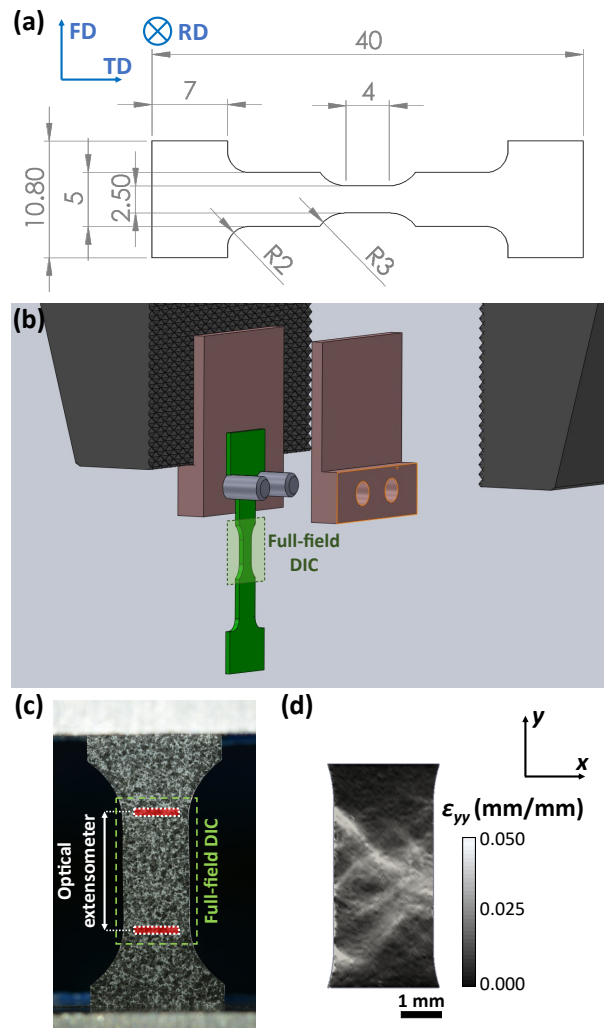 (a)
FD
RD
TD
40
7
4
10.80
5
2.50
R2
R3
(b)
Full-field
DIC
(c)
Optical
extensometer
Full-field DIC
(d)
y
x
εyy (mm/mm)
0.050
0.025
0.000
1 mm